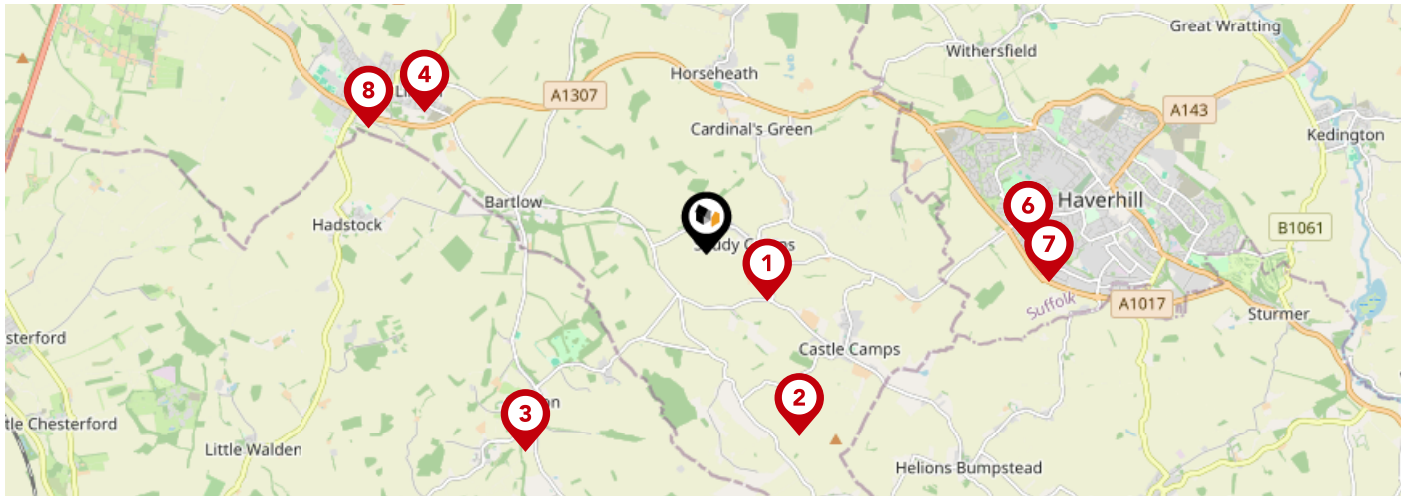 Great Wratting
Withersfield
4
Horseheath
8
A1307
A143
Cardinal's Green
Kedington
Bartlow
6
Haverhill
Hadstock
B1061
7
1
Suffolk
A1017
Sturmer
sterford
Castle Camps
2
3
tle Chesterford
Little Walden
Helions Bumpstead